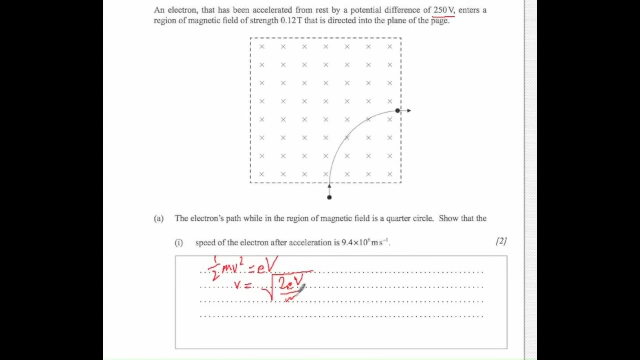 An electron, that has been accelerated from rest by a potential difference of 250 V, enters a
region of magnetic field of strength 0.12 T that is directed into the plane of the page.
(a) The electron's path while in the region of magnetic field is a quarter circle. Show that the
(i) speed of the electron after acceleration is 9.4×10⁶ m s⁻¹. [2]
½ mv² = eV
v = √(2eV/m)